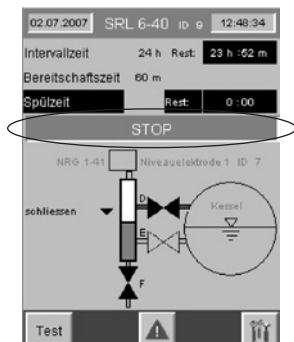 02.07.2007 SRL 6-40 ID 9 12:48:34
Intervallzeit 24 h Rest: 23 h :52 m
Bereitschaftszeit 60 m
Spülzeit Rest: 0 :00
STOP
NRG 1-41 Niveauelektrode 1 ID 7
D Kessel
schliessen
E
F
Test